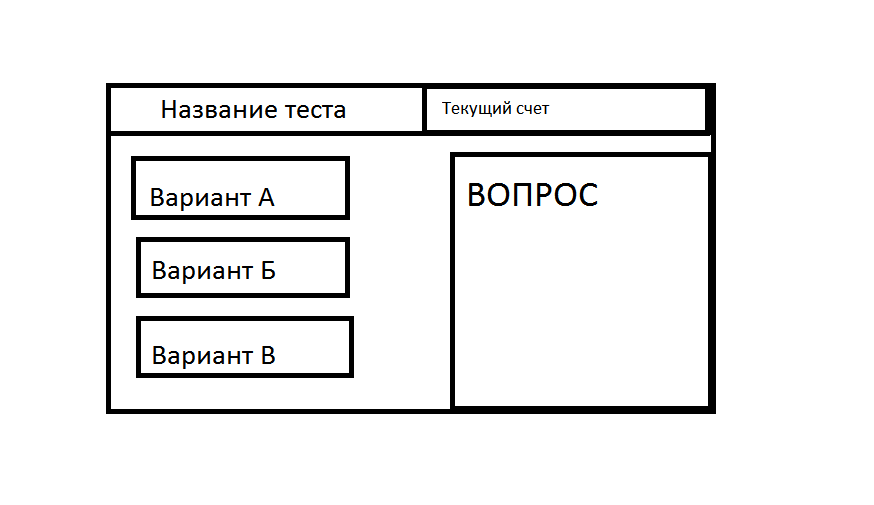 Название теста
Текущий счет
Вариант А
Вариант Б
Вариант В
ВОПРОС